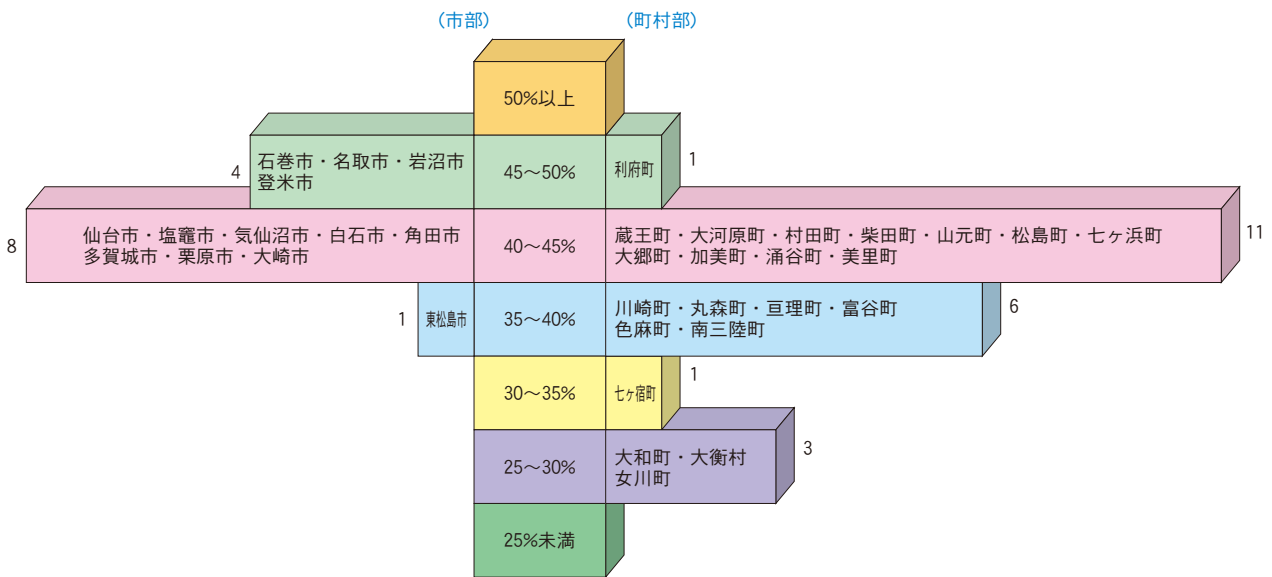 （市部）
（町村部）
50%以上
4
石巻市・名取市・岩沼市
登米市
45～50%
利府町
1
8
仙台市・塩竈市・気仙沼市・白石市・角田市
多賀城市・栗原市・大崎市
40～45%
蔵王町・大河原町・村田町・柴田町・山元町・松島町・七ヶ浜町
大郷町・加美町・涌谷町・美里町
11
1
東松島市
35～40%
川崎町・丸森町・亘理町・富谷町
色麻町・南三陸町
6
30～35%
七ヶ宿町
1
25～30%
大和町・大衡村
女川町
3
25%未満